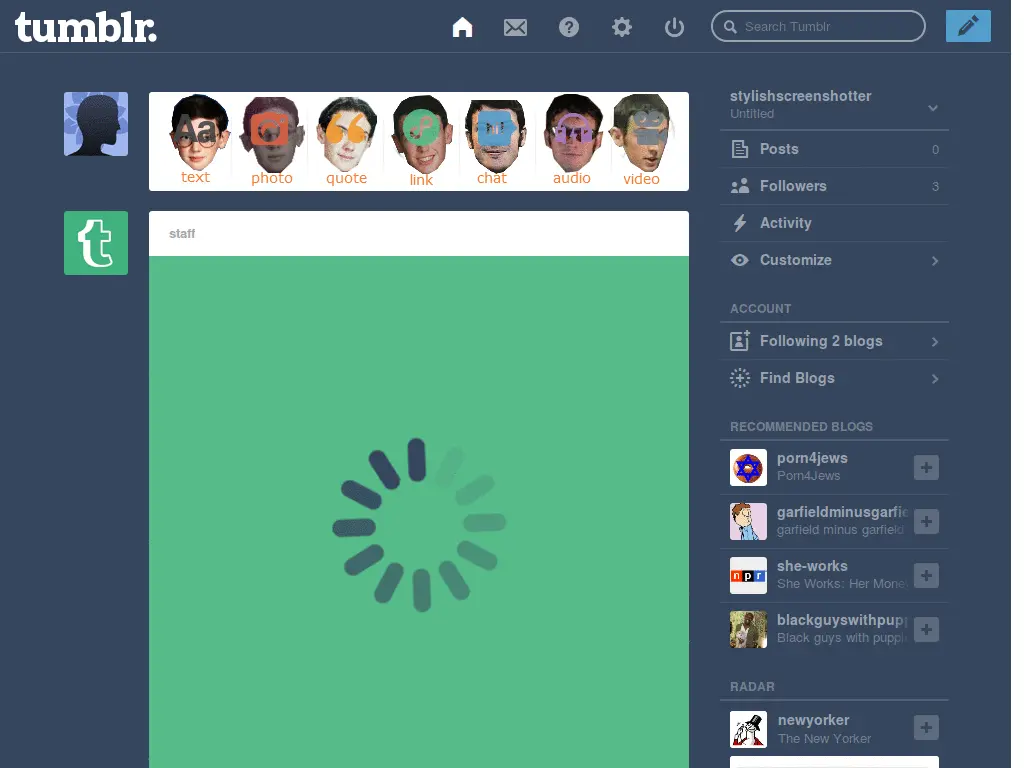 tumblr.
Search Tumblr
Aa
text
photo
quote
link
chat
audio
video
t
staff
stylishscreenshotter
Untitled
Posts 0
Followers 3
Activity
Customize
ACCOUNT
Following 2 blogs
Find Blogs
RECOMMENDED BLOGS
porn4jews
Porn4Jews
garfieldminusgarfie
garfield minus garfield
npr
she-works
She Works: Her Mone
blackguyswithpupp
Black guys with puppie
RADAR
newyorker
The New Yorker